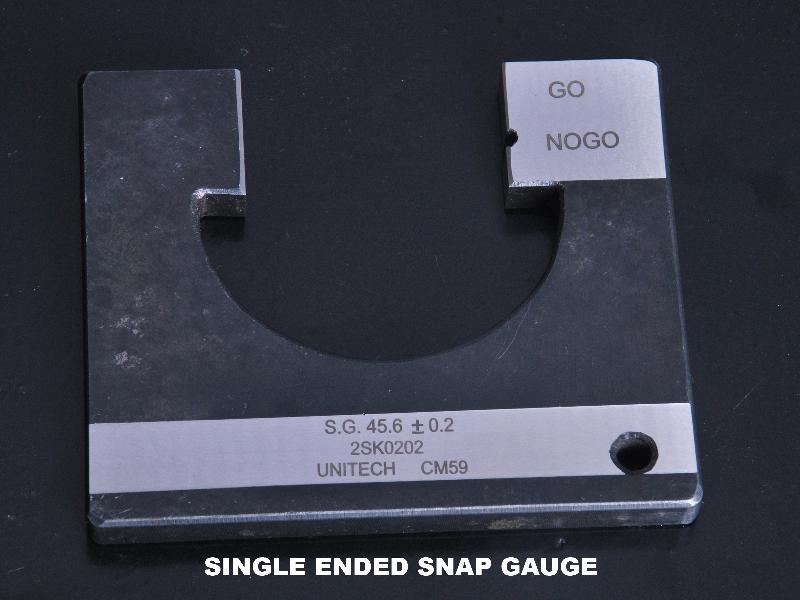 GO
NOGO
S.G. 45.6 ±0.2
2SK0202
UNITECH CM59
SINGLE ENDED SNAP GAUGE